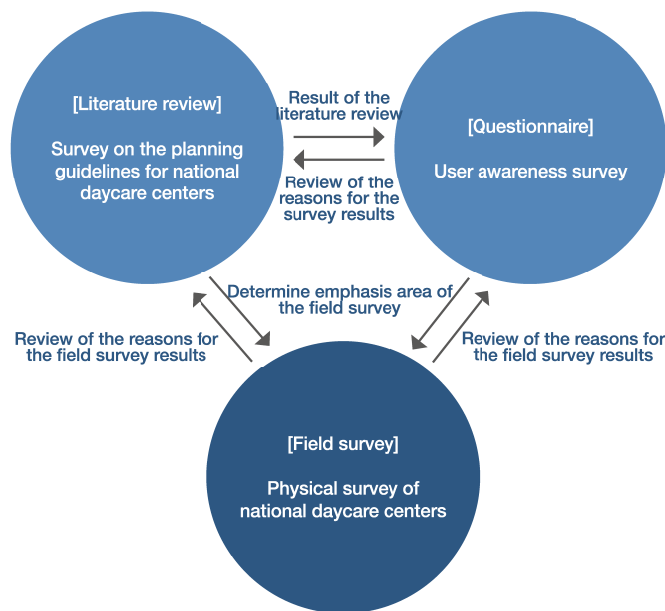 [Literature review]
Survey on the planning
guidelines for national
daycare centers
Result of the
literature review
Review of the
reasons for the
survey results
[Questionnaire]
User awareness survey
Determine emphasis area of
the field survey
Review of the reasons for
the field survey results
Review of the reasons for
the field survey results
[Field survey]
Physical survey of
national daycare centers